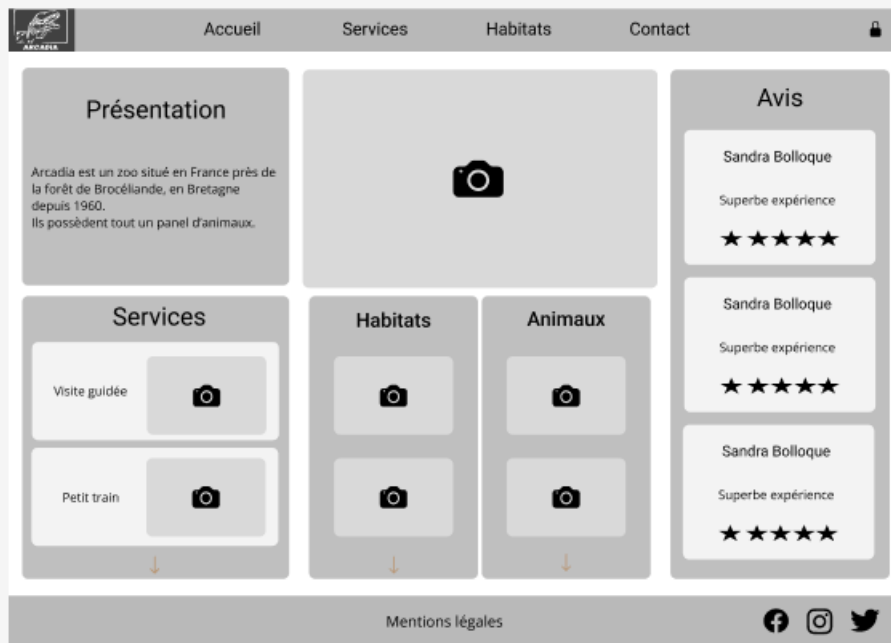 ARCADIA
Accueil
Services
Habitats
Contact
Présentation
Arcadia est un zoo situé en France près de
la forêt de Brocéliande, en Bretagne
depuis 1960.
Ils possèdent tout un panel d'animaux.
Services
Visite guidée
Petit train
Habitats
Animaux
Avis
Sandra Bolloque
Superbe expérience
Sandra Bolloque
Superbe expérience
Sandra Bolloque
Superbe expérience
Mentions légales